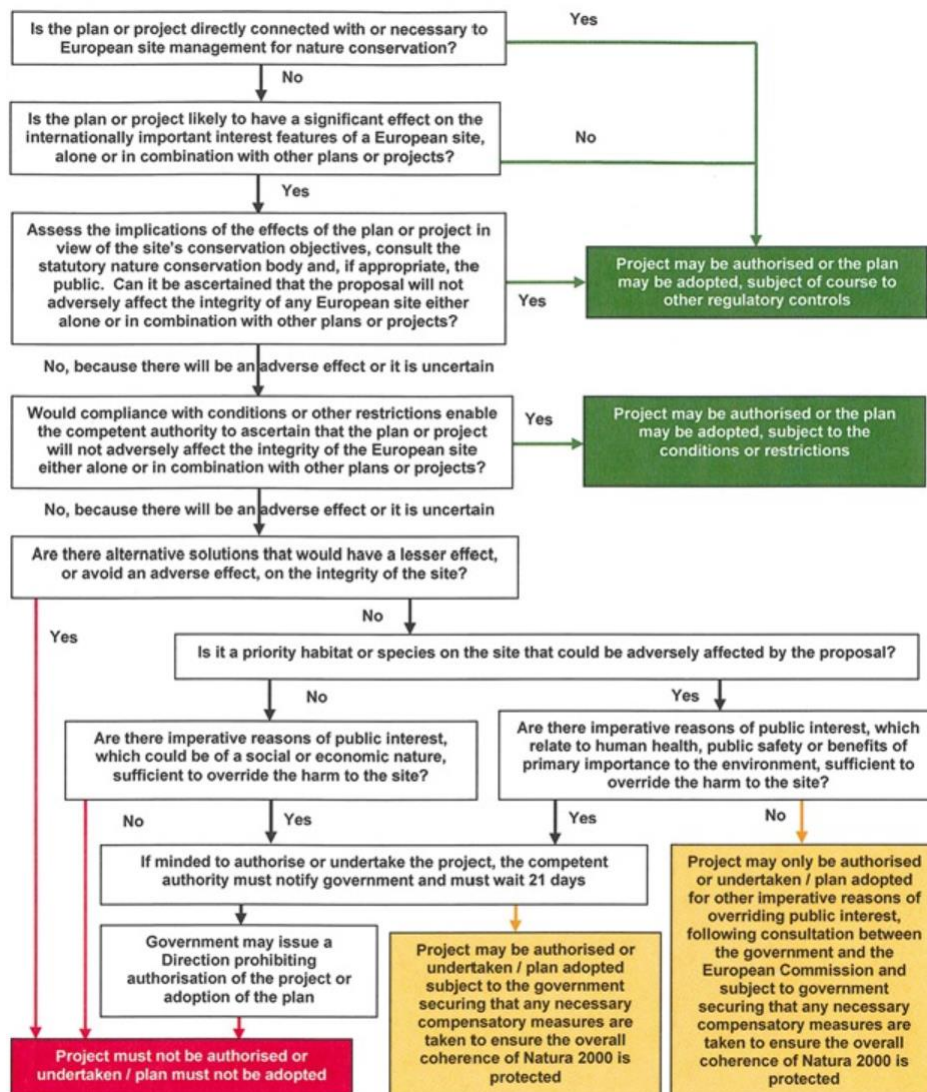 Is the plan or project directly connected with or necessary to
European site management for nature conservation?
Yes
No
Is the plan or project likely to have a significant effect on the
internationally important interest features of a European site,
alone or in combination with other plans or projects?
No
Yes
Assess the implications of the effects of the plan or project in
view of the site's conservation objectives, consult the
statutory nature conservation body and, if appropriate, the
public. Can it be ascertained that the proposal will not
adversely affect the integrity of any European site either
alone or in combination with other plans or projects?
Yes
Project may be authorised or the plan
may be adopted, subject of course to
other regulatory controls
No, because there will be an adverse effect or it is uncertain
Would compliance with conditions or other restrictions enable
the competent authority to ascertain that the plan or project
will not adversely affect the integrity of the European site
either alone or in combination with other plans or projects?
Yes
Project may be authorised or the plan
may be adopted, subject to the
conditions or restrictions
No, because there will be an adverse effect or it is uncertain
Are there alternative solutions that would have a lesser effect,
or avoid an adverse effect, on the integrity of the site?
Yes
No
Is it a priority habitat or species on the site that could be adversely affected by the proposal?
No
Yes
Are there imperative reasons of public interest,
which could be of a social or economic nature,
sufficient to override the harm to the site?
Are there imperative reasons of public interest, which
relate to human health, public safety or benefits of
primary importance to the environment, sufficient to
override the harm to the site?
No
Yes
Yes
No
If minded to authorise or undertake the project, the competent
authority must notify government and must wait 21 days
Government may issue a
Direction prohibiting
authorisation of the project or
adoption of the plan
Project may be authorised or
undertaken / plan adopted
subject to the government
securing that any necessary
compensatory measures are
taken to ensure the overall
coherence of Natura 2000 is
protected
Project may only be authorised
or undertaken / plan adopted
for other imperative reasons of
overriding public interest,
following consultation between
the government and the
European Commission and
subject to government
securing that any necessary
compensatory measures are
taken to ensure the overall
coherence of Natura 2000 is
protected
Project must not be authorised or
undertaken / plan must not be adopted